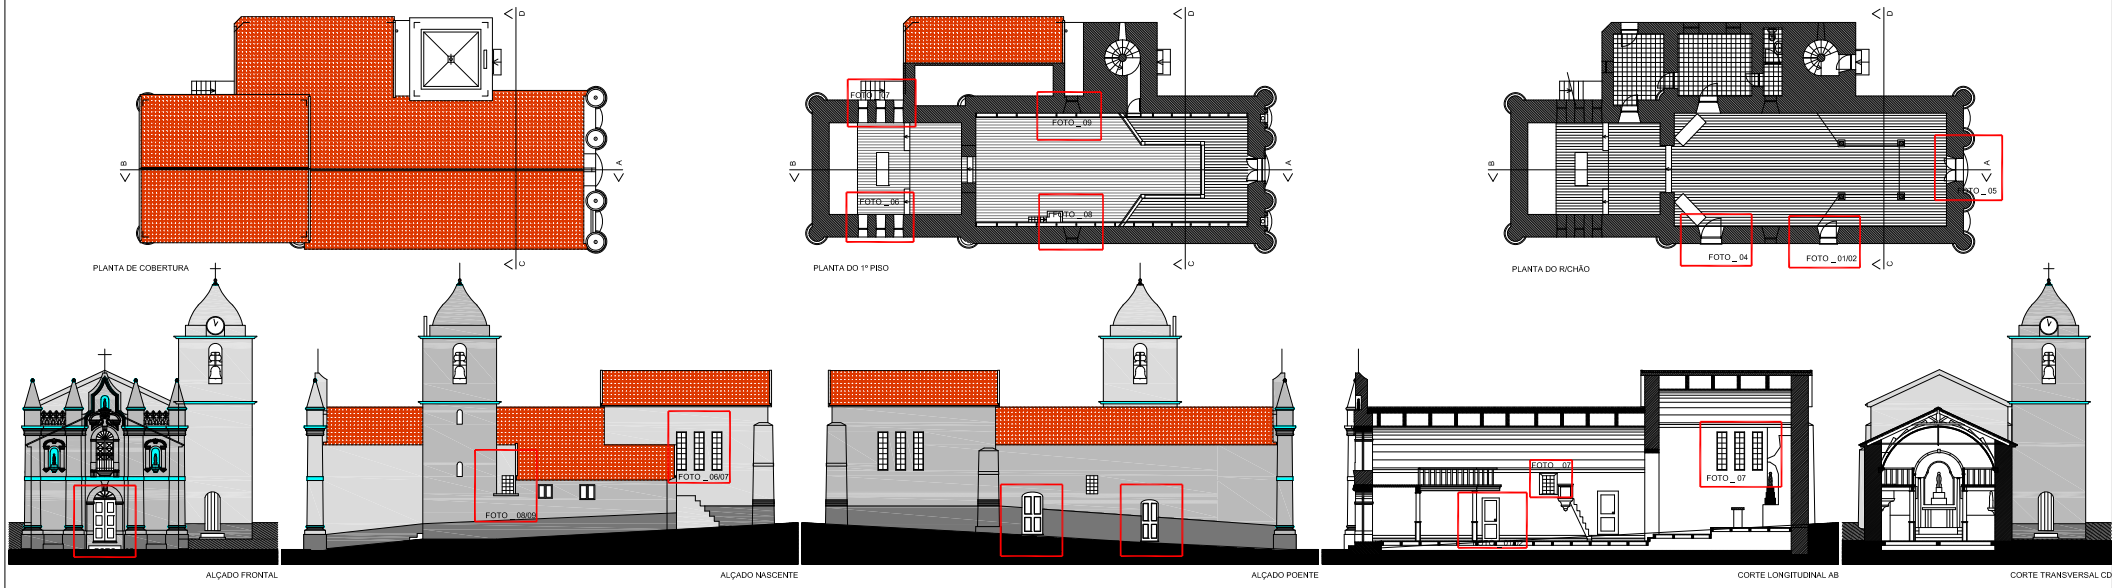 D
D
D
FOTO _ 07
FOTO _ 09
B
A
B
A
B
A
FOTO _ 05
FOTO _ 06
FOTO _ 08
FOTO _ 04
FOTO _ 01/02
C
C
C
PLANTA DE COBERTURA
PLANTA DO 1º PISO
PLANTA DO R/CHÃO
FOTO _ 06/07
FOTO _ 08/09
FOTO _ 07
FOTO _ 07
ALÇADO FRONTAL
ALÇADO NASCENTE
ALÇADO POENTE
CORTE LONGITUDINAL AB
CORTE TRANSVERSAL CD